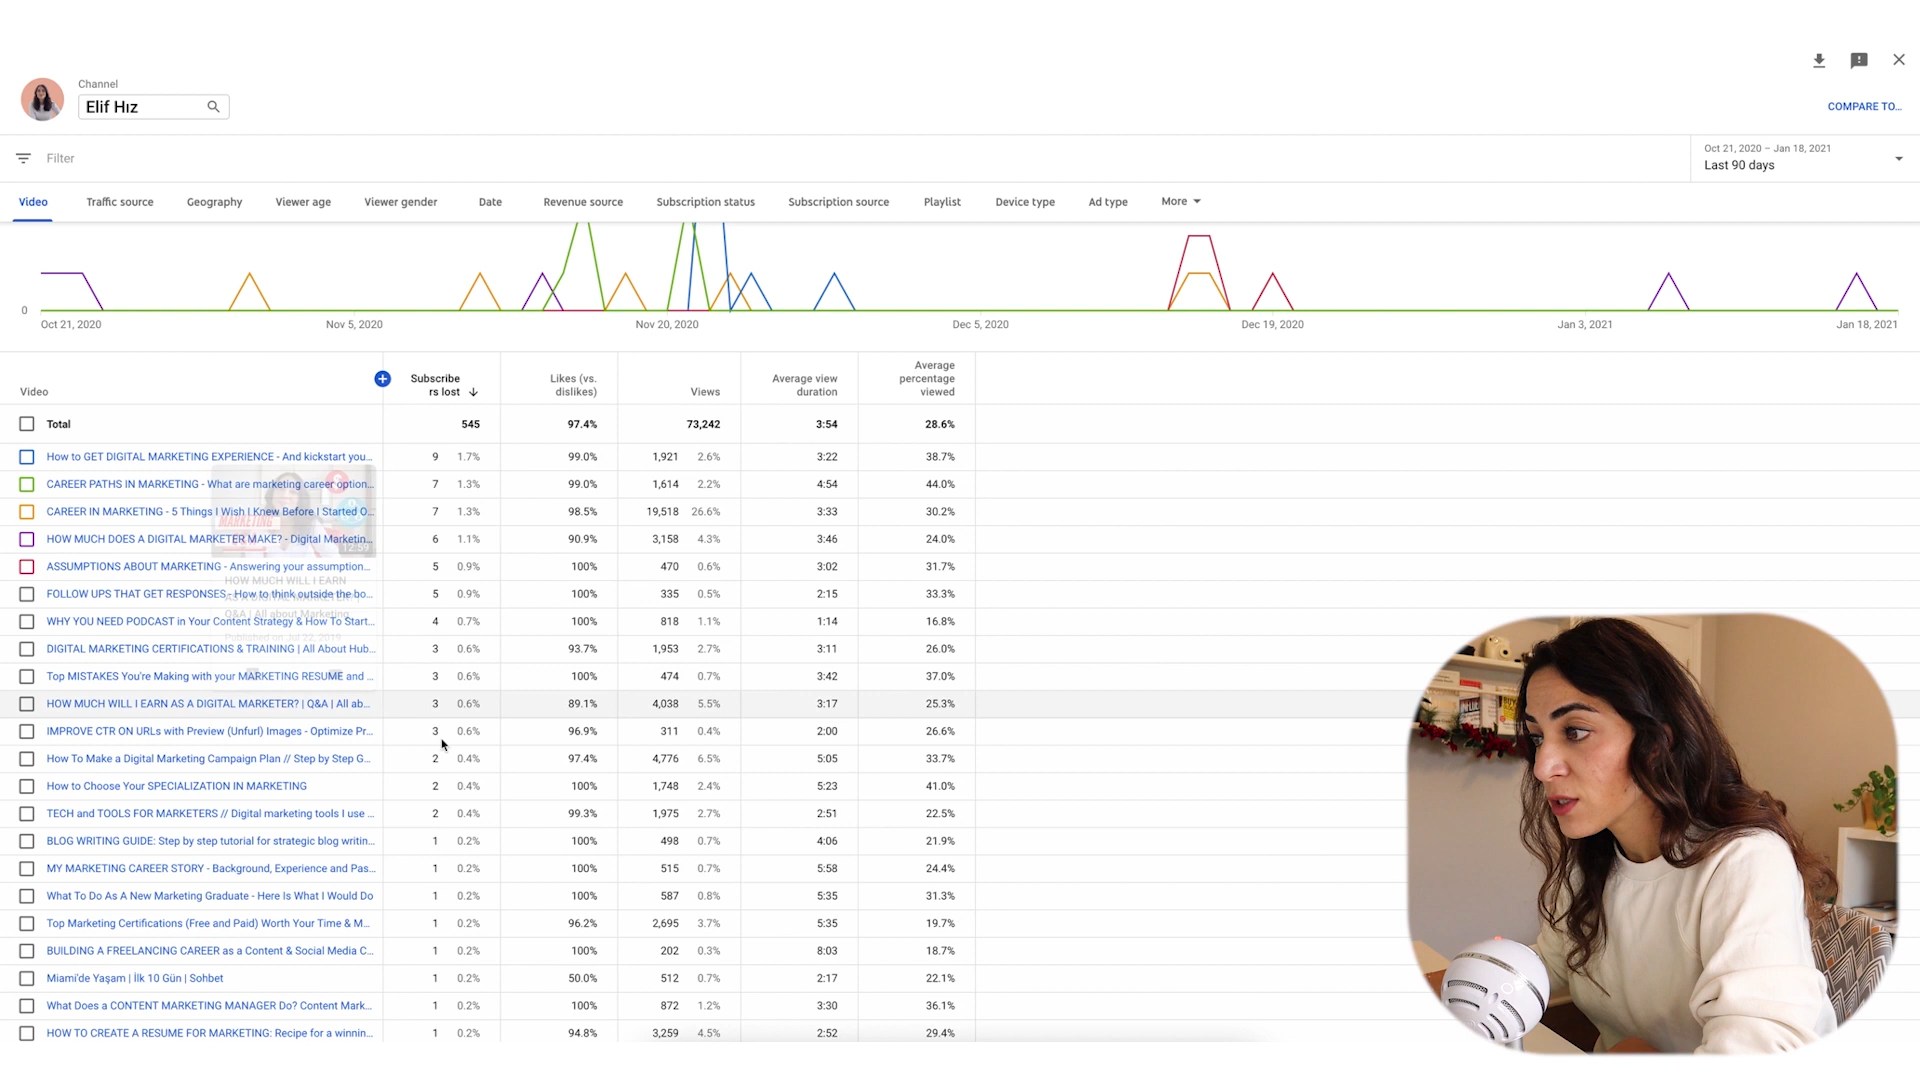 Channel
Elif Hız
COMPARE TO...
Filter
Oct 21, 2020 – Jan 18, 2021
Last 90 days
Video Traffic source Geography Viewer age Viewer gender Date Revenue source Subscription status Subscription source Playlist Device type Ad type More
0
Oct 21, 2020 Nov 5, 2020 Nov 20, 2020 Dec 5, 2020 Dec 19, 2020 Jan 3, 2021 Jan 18, 2021
Video
Subscribe
rs lost
Likes (vs.
dislikes)
Views
Average view
duration
Average
percentage
viewed
Total 545 97.4% 73,242 3:54 28.6%
How to GET DIGITAL MARKETING EXPERIENCE - And kickstart you... 9 1.7% 99.0% 1,921 2.6% 3:22 38.7%
CAREER PATHS IN MARKETING - What are marketing career option... 7 1.3% 99.0% 1,614 2.2% 4:54 44.0%
CAREER IN MARKETING - 5 Things I Wish I Knew Before I Started O... 7 1.3% 98.5% 19,518 26.6% 3:33 30.2%
HOW MUCH DOES A DIGITAL MARKETER MAKE? - Digital Marketin... 6 1.1% 90.9% 3,158 4.3% 3:46 24.0%
ASSUMPTIONS ABOUT MARKETING - Answering your assumption... 5 0.9% 100% 470 0.6% 3:02 31.7%
FOLLOW UPS THAT GET RESPONSES - How to think outside the bo... 5 0.9% 100% 335 0.5% 2:15 33.3%
WHY YOU NEED PODCAST in Your Content Strategy & How To Start... 4 0.7% 100% 818 1.1% 1:14 16.8%
DIGITAL MARKETING CERTIFICATIONS & TRAINING | All About Hub... 3 0.6% 93.7% 1,953 2.7% 3:11 26.0%
Top MISTAKES You're Making with your MARKETING RESUME and ... 3 0.6% 100% 474 0.7% 3:42 37.0%
HOW MUCH WILL I EARN AS A DIGITAL MARKETER? | Q&A | All ab... 3 0.6% 89.1% 4,038 5.5% 3:17 25.3%
IMPROVE CTR ON URLs with Preview (Unfurl) Images - Optimize Pr... 3 0.6% 96.9% 311 0.4% 2:00 26.6%
How To Make a Digital Marketing Campaign Plan // Step by Step G... 2 0.4% 97.4% 4,776 6.5% 5:05 33.7%
How to Choose Your SPECIALIZATION IN MARKETING 2 0.4% 100% 1,748 2.4% 5:23 41.0%
TECH and TOOLS FOR MARKETERS // Digital marketing tools I use ... 2 0.4% 99.3% 1,975 2.7% 2:51 22.5%
BLOG WRITING GUIDE: Step by step tutorial for strategic blog writin... 1 0.2% 100% 498 0.7% 4:06 21.9%
MY MARKETING CAREER STORY - Background, Experience and Pas... 1 0.2% 100% 515 0.7% 5:58 24.4%
What To Do As A New Marketing Graduate - Here Is What I Would Do 1 0.2% 100% 587 0.8% 5:35 31.3%
Top Marketing Certifications (Free and Paid) Worth Your Time & M... 1 0.2% 96.2% 2,695 3.7% 5:35 19.7%
BUILDING A FREELANCING CAREER as a Content & Social Media C... 1 0.2% 100% 202 0.3% 8:03 18.7%
Miami'de Yaşam | İlk 10 Gün | Sohbet 1 0.2% 50.0% 512 0.7% 2:17 22.1%
What Does a CONTENT MARKETING MANAGER Do? Content Mark... 1 0.2% 100% 872 1.2% 3:30 36.1%
HOW TO CREATE A RESUME FOR MARKETING: Recipe for a winnin... 1 0.2% 94.8% 3,259 4.5% 2:52 29.4%
MARKETING
12:59
HOW MUCH WILL I EARN
Q&A | All about Marketing
Published on Jul 22, 2019